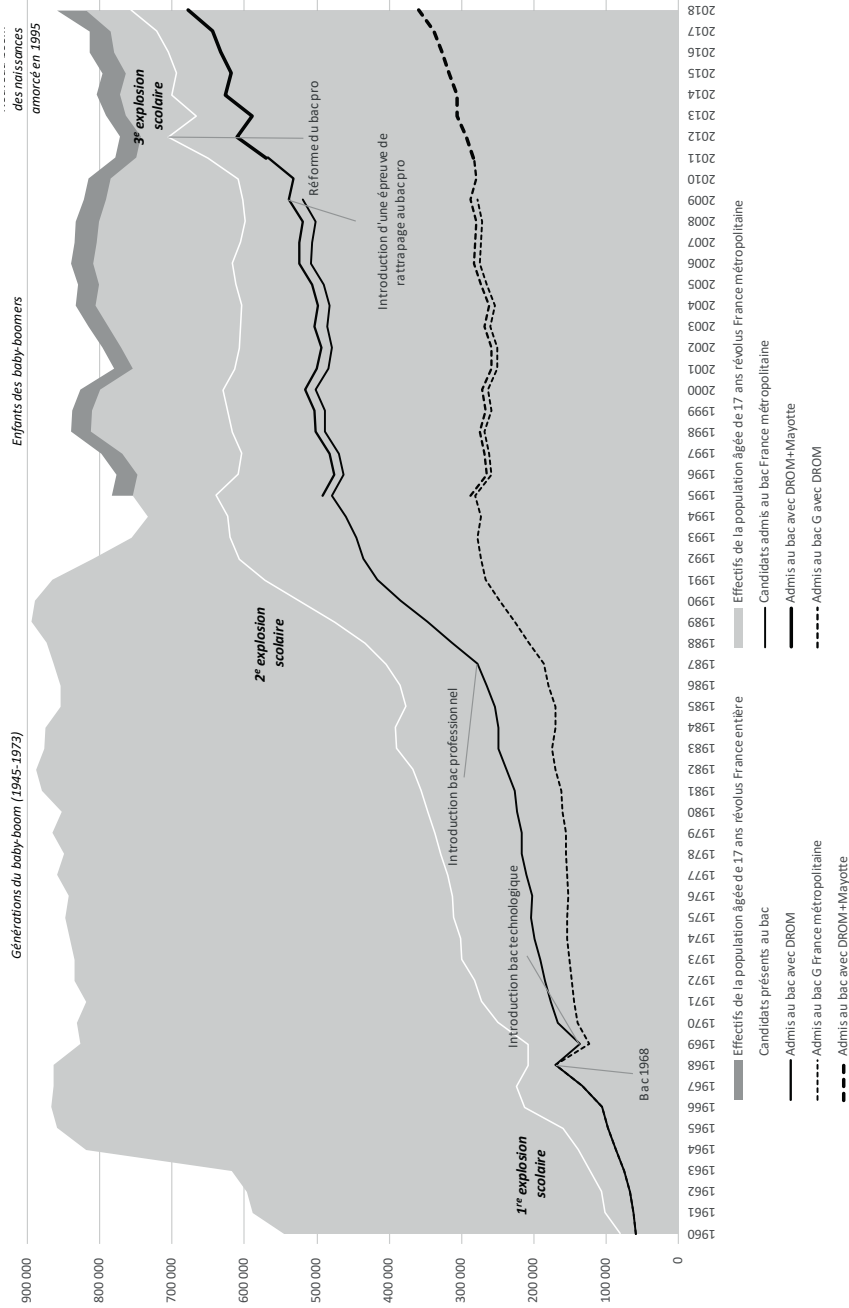 des naissances
amorcé en 1995
Enfants des baby-boomers
Générations du baby-boom (1945-1973)
900 000
800 000
700 000
600 000
500 000
400 000
300 000
200 000
100 000
0
3e explosion
scolaire
Réforme du bac pro
Introduction d'une épreuve de
rattrapage au bac pro
2e explosion
scolaire
Introduction bac professionnel
Introduction bac technologique
Bac 1968
1re explosion
scolaire
1960
1961
1962
1963
1964
1965
1966
1967
1968
1969
1970
1971
1972
1973
1974
1975
1976
1977
1978
1979
1980
1981
1982
1983
1984
1985
1986
1987
1988
1989
1990
1991
1992
1993
1994
1995
1996
1997
1998
1999
2000
2001
2002
2003
2004
2005
2006
2007
2008
2009
2010
2011
2012
2013
2014
2015
2016
2017
2018
Effectifs de la population âgée de 17 ans révolus France entière
Effectifs de la population âgée de 17 ans révolus France métropolitaine
Candidats présents au bac
Candidats admis au bac France métropolitaine
Admis au bac avec DROM
Admis au bac avec DROM+Mayotte
Admis au bac G France métropolitaine
Admis au bac G avec DROM
Admis au bac avec DROM+Mayotte